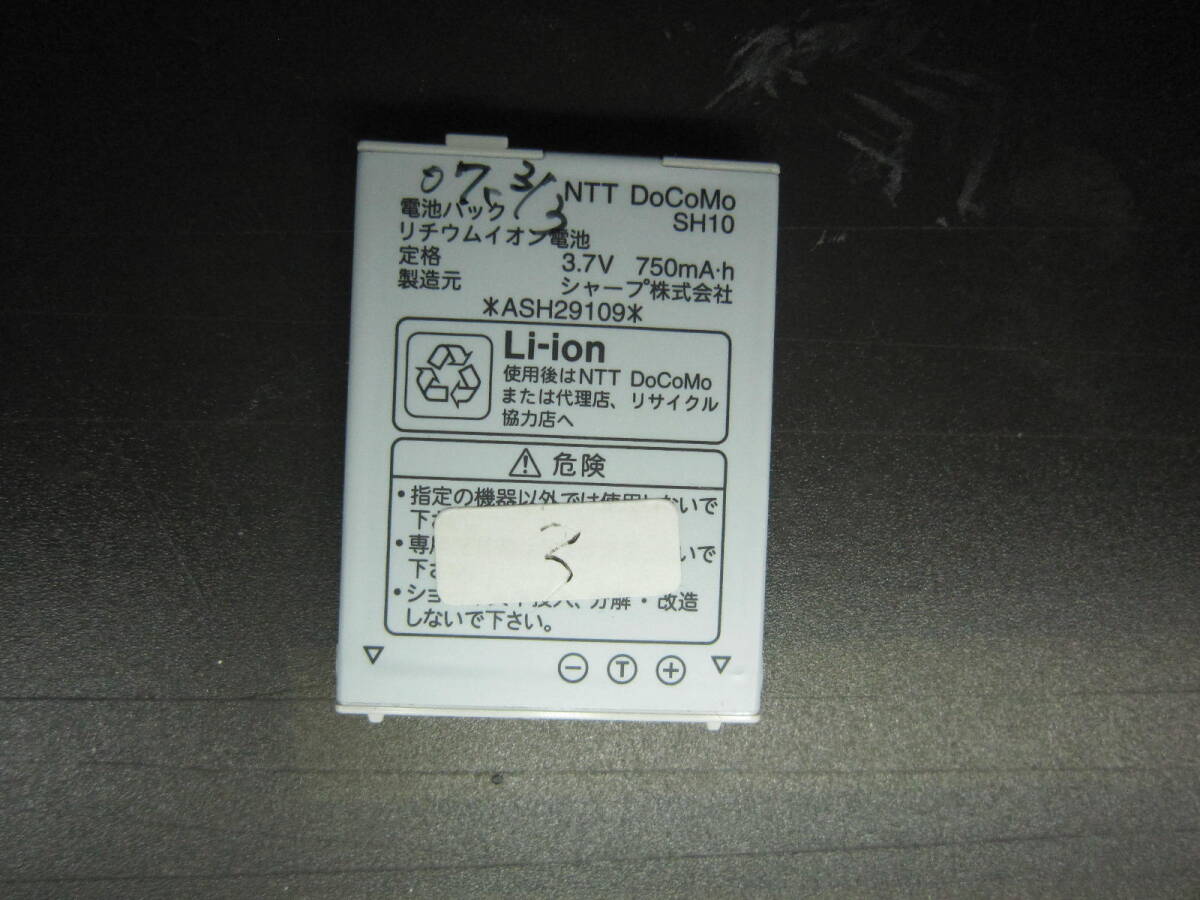 07. 3/3
NTT DoCoMo
電池パック SH10
リチウムイオン電池
定格 3.7V 750mA·h
製造元 シャープ株式会社
*ASH29109*
Li-ion
使用後はNTT DoCoMo
または代理店、リサイクル
協力店へ
⚠ 危険
•指定の機器以外では使用しないで
下さ
•専用 いで
下さ
•ショ 投入、分解・改造
しないで下さい。
3
▽ ⊖ Ⓣ ⊕ ▽